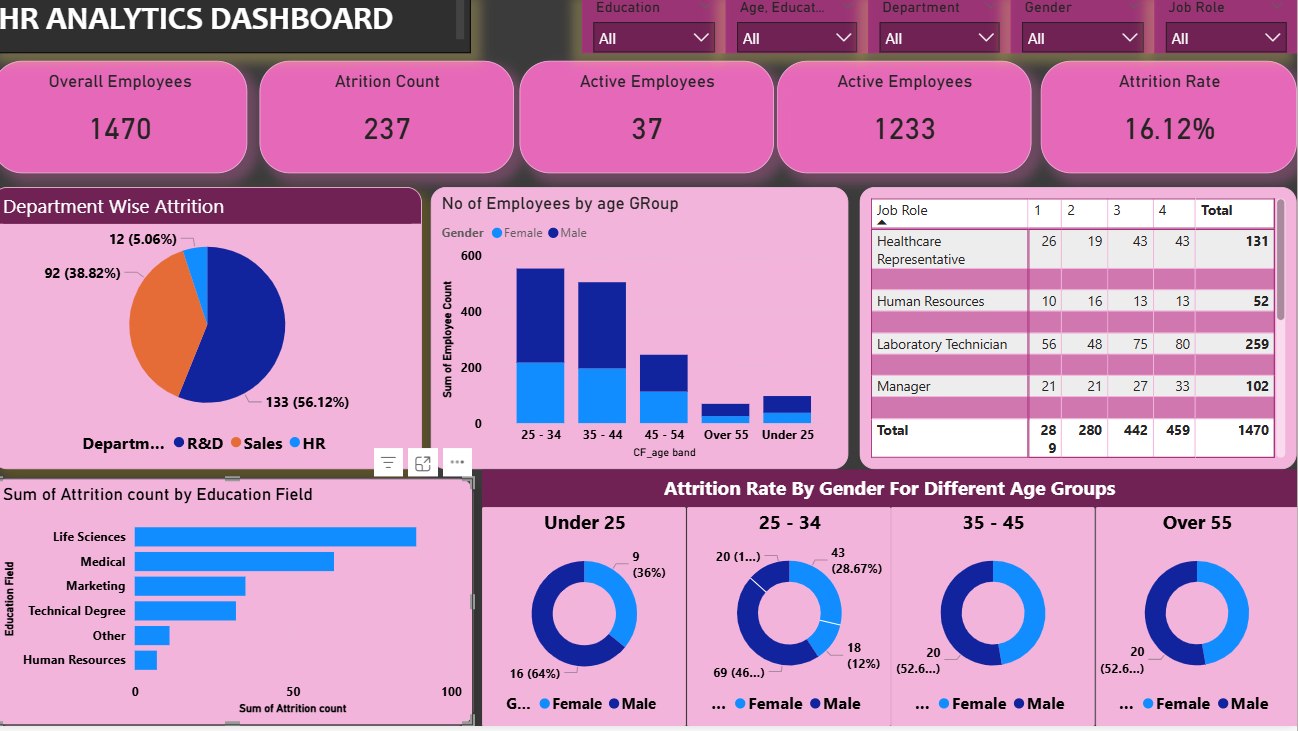 HR ANALYTICS DASHBOARD
Education
Age, Educat...
Department
Gender
Job Role
All
All
All
All
All
Overall Employees
1470
Atrition Count
237
Active Employees
37
Active Employees
1233
Attrition Rate
16.12%
Department Wise Attrition
12 (5.06%)
92 (38.82%)
133 (56.12%)
Departm... R&D Sales HR
No of Employees by age GRoup
Gender Female Male
Sum of Employee Count
600
400
200
0
25 - 34 35 - 44 45 - 54 Over 55 Under 25
CF_age band
Job Role 1 2 3 4 Total
Healthcare Representative 26 19 43 43 131
Human Resources 10 16 13 13 52
Laboratory Technician 56 48 75 80 259
Manager 21 21 27 33 102
Total 289 280 442 459 1470
Sum of Attrition count by Education Field
Education Field
Life Sciences
Medical
Marketing
Technical Degree
Other
Human Resources
0 50 100
Sum of Attrition count
Attrition Rate By Gender For Different Age Groups
Under 25
9
(36%)
16 (64%)
G... Female Male
25 - 34
20 (1...)
43
(28.67%)
18
(12%)
69 (46...)
... Female Male
35 - 45
20
(52.6...)
... Female Male
Over 55
20
(52.6...)
... Female Male